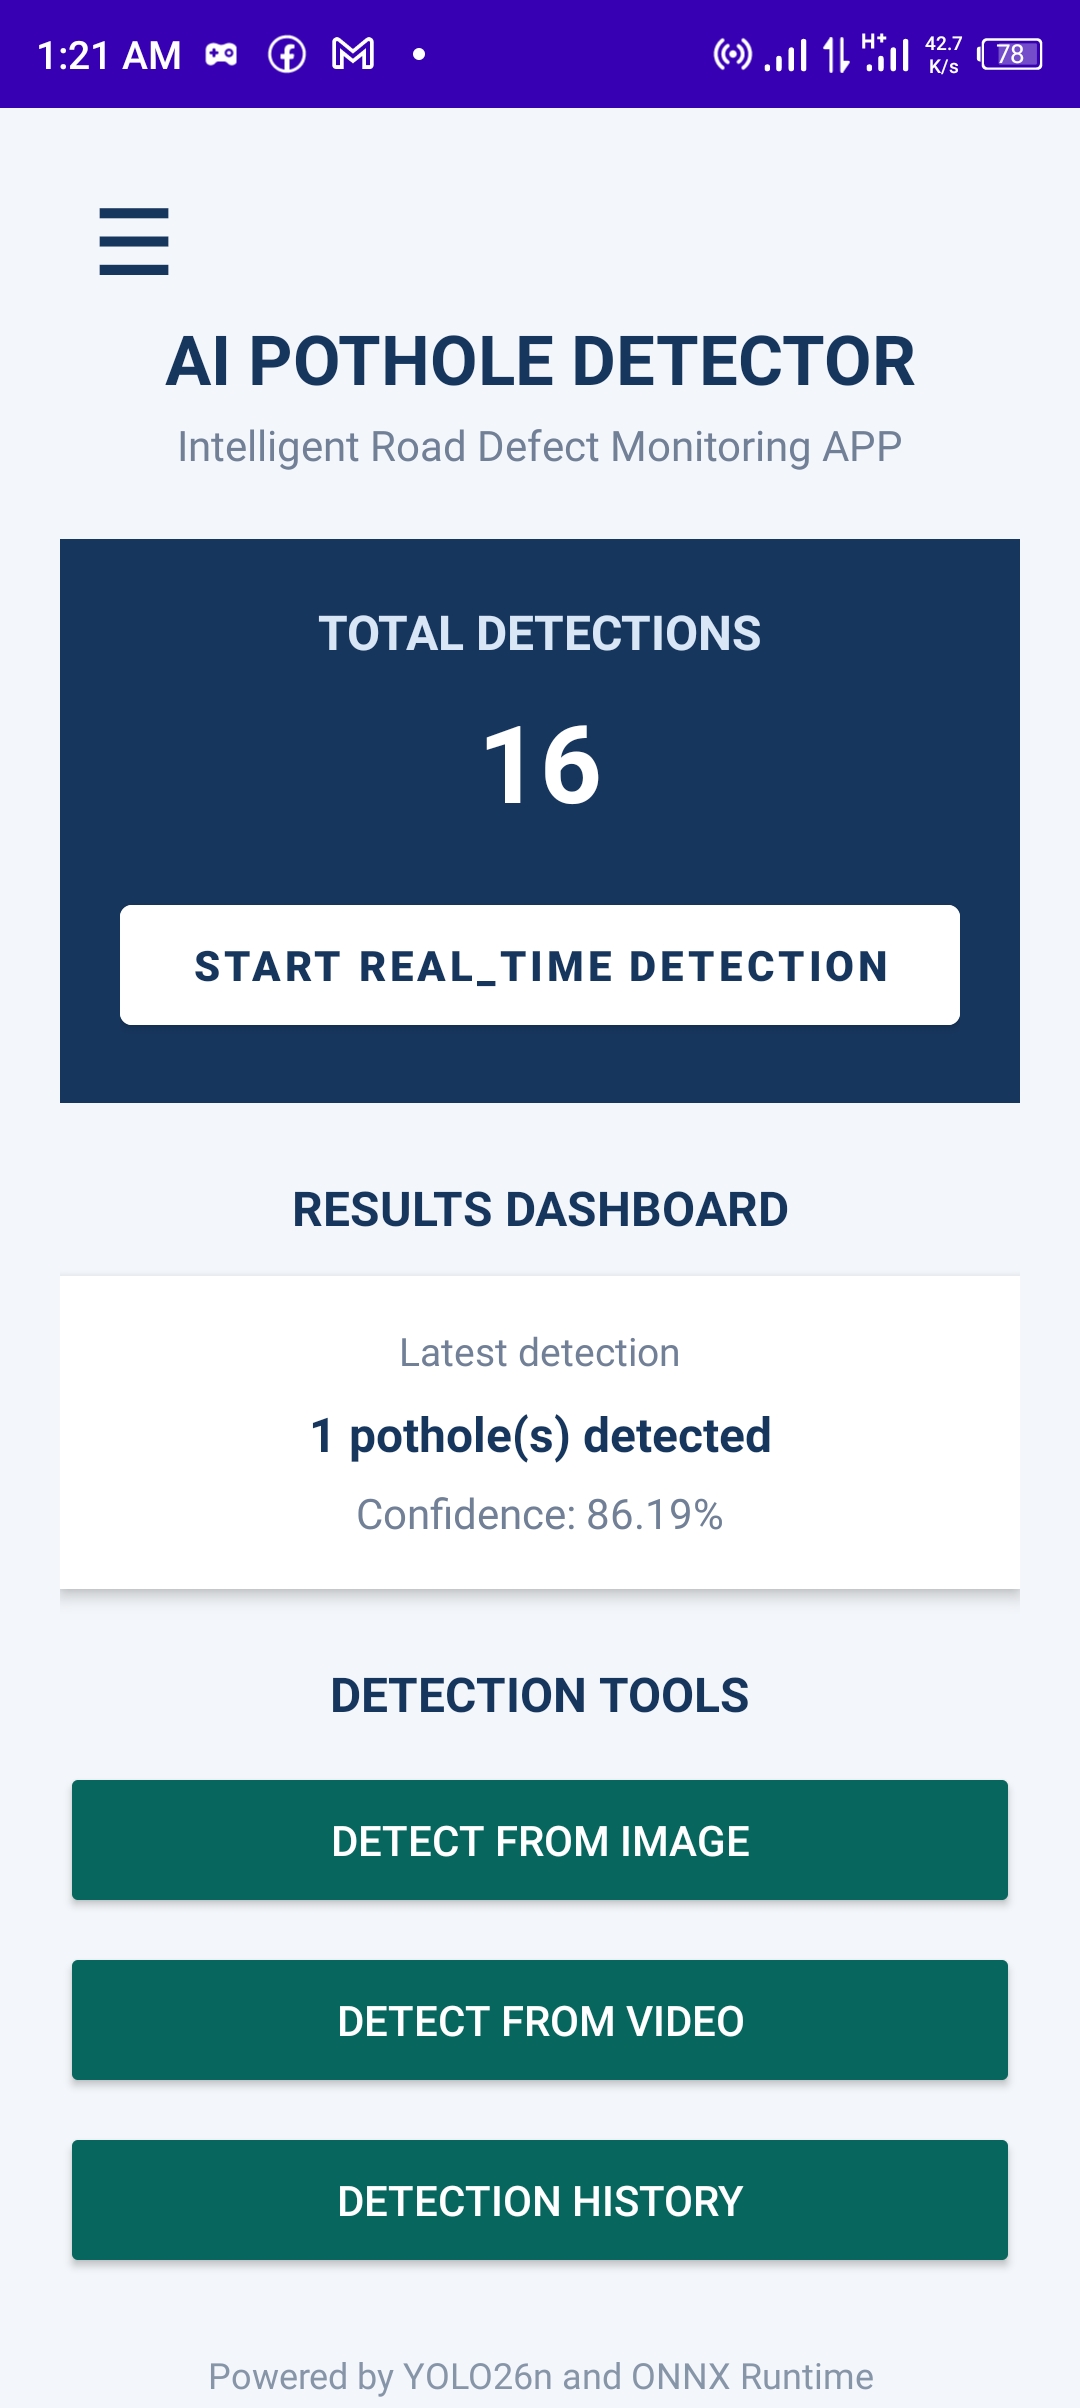 1:21 AM
H+
42.7
K/s
78
AI POTHOLE DETECTOR
Intelligent Road Defect Monitoring APP
TOTAL DETECTIONS
16
START REAL_TIME DETECTION
RESULTS DASHBOARD
Latest detection
1 pothole(s) detected
Confidence: 86.19%
DETECTION TOOLS
DETECT FROM IMAGE
DETECT FROM VIDEO
DETECTION HISTORY
Powered by YOLO26n and ONNX Runtime